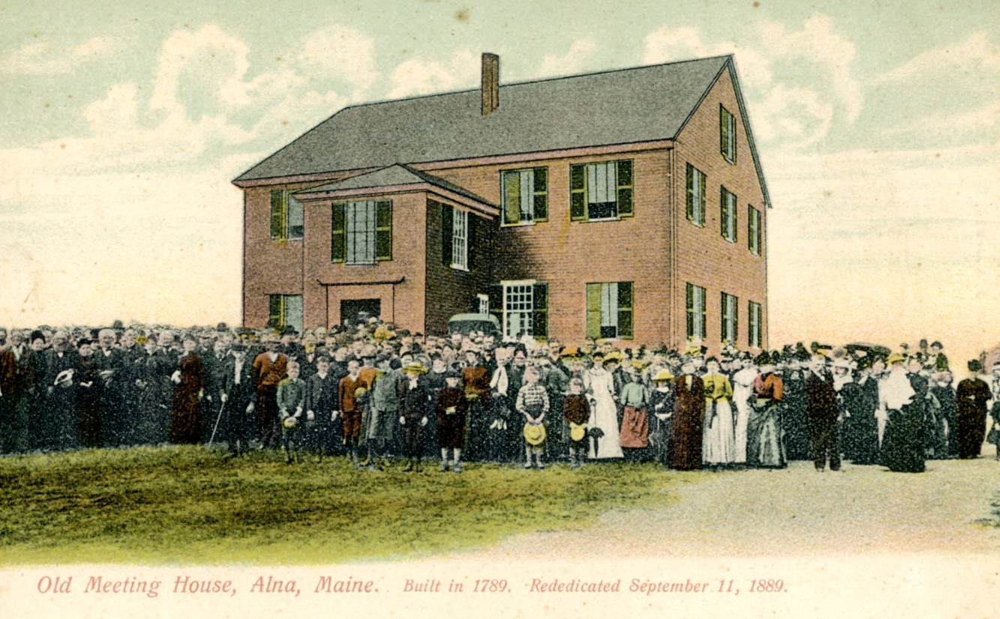 Old Meeting House, Alna, Maine. Built in 1789. Rededicated September 11, 1889.